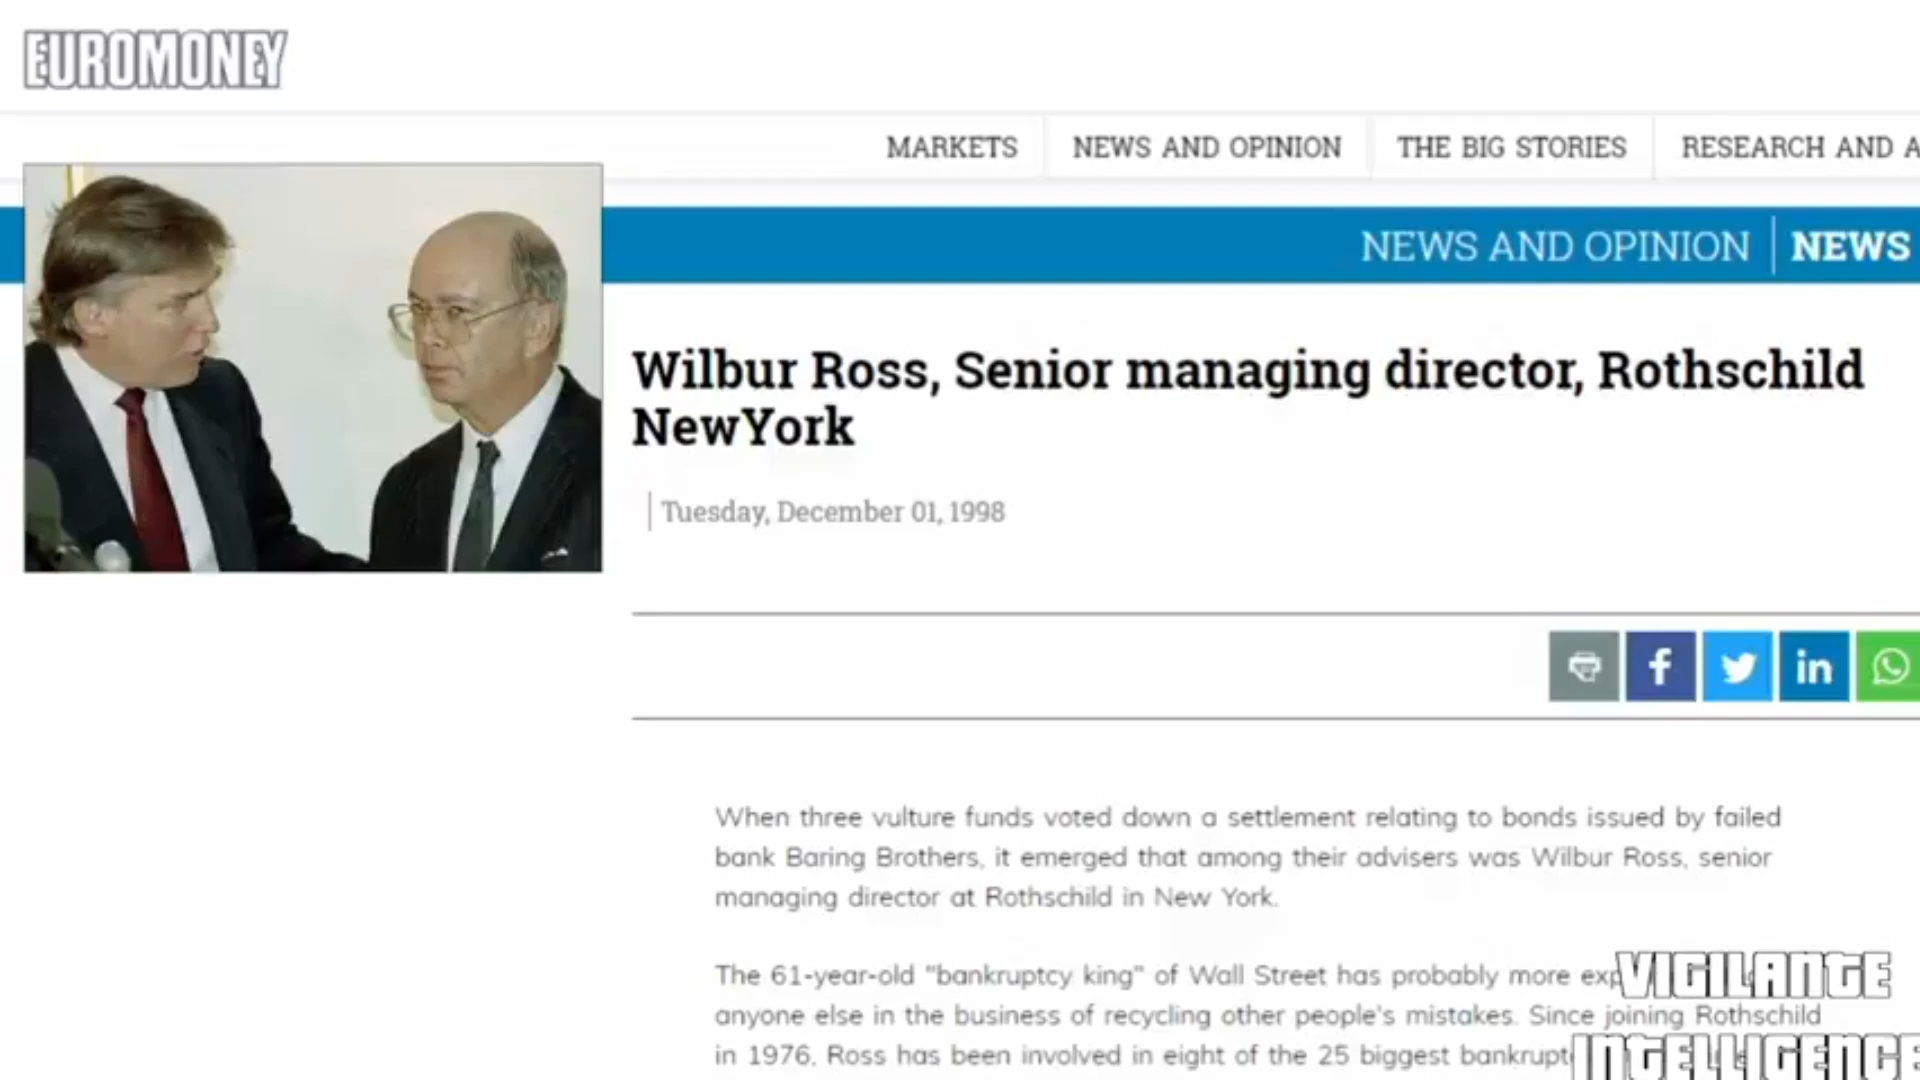 EUROMONEY
MARKETS
NEWS AND OPINION
THE BIG STORIES
RESEARCH AND A
NEWS AND OPINION
NEWS
Wilbur Ross, Senior managing director, Rothschild
NewYork
Tuesday, December 01, 1998
When three vulture funds voted down a settlement relating to bonds issued by failed
bank Baring Brothers, it emerged that among their advisers was Wilbur Ross, senior
managing director at Rothschild in New York.
The 61-year-old "bankruptcy king" of Wall Street has probably more exp
anyone else in the business of recycling other people's mistakes. Since joining Rothschild
in 1976, Ross has been involved in eight of the 25 biggest bankrupt
VIGILANTE
INTELLIGENCE